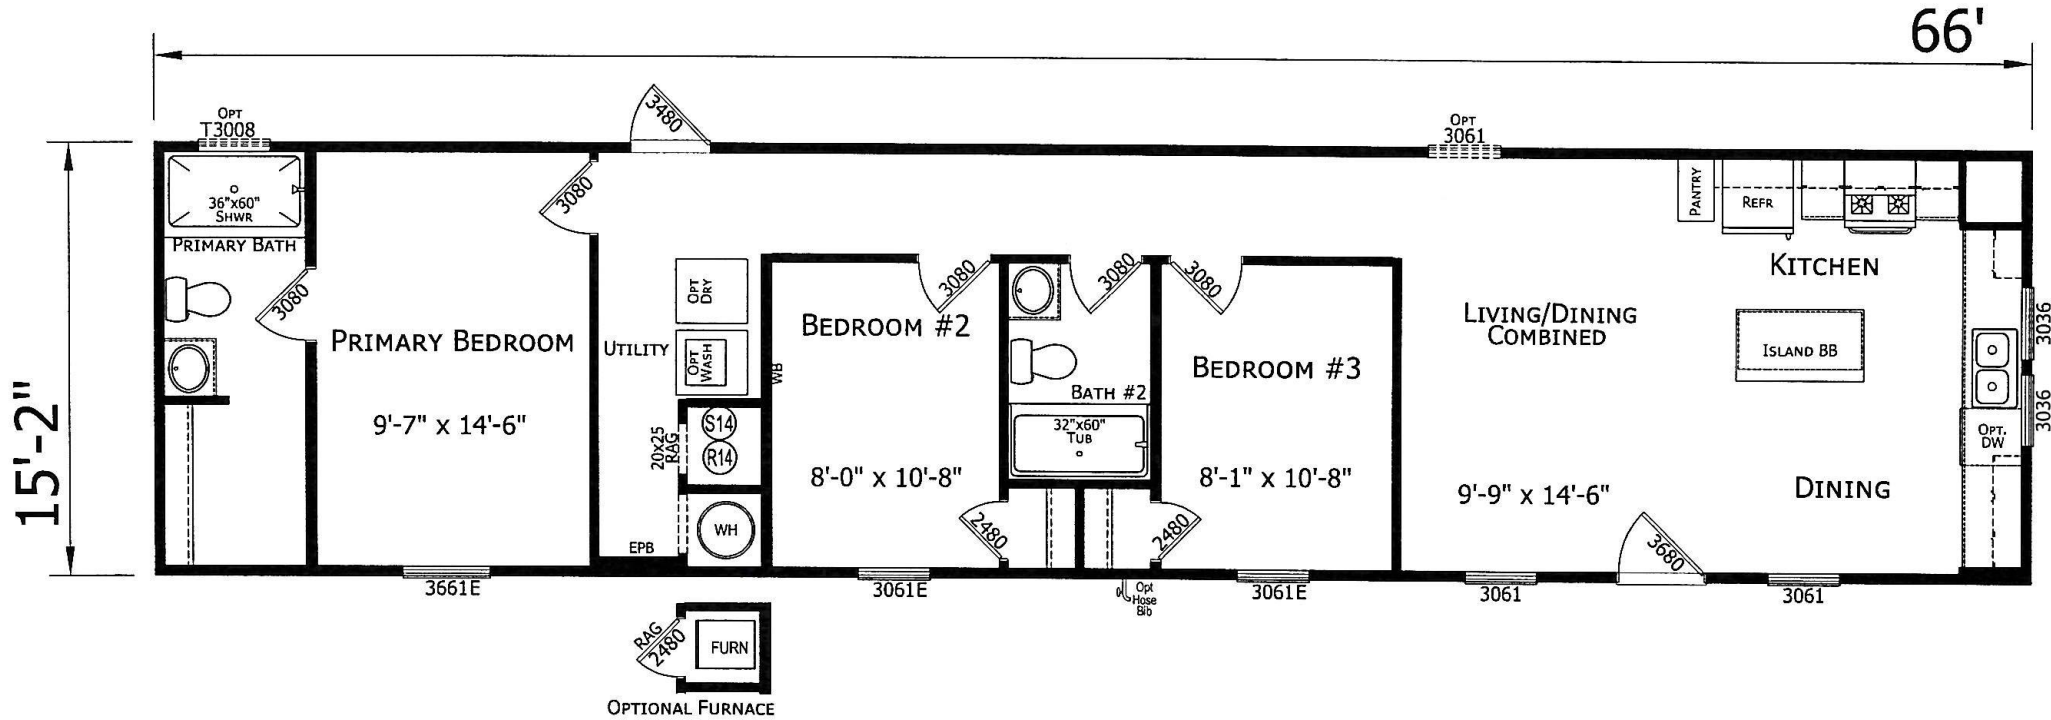 66'
15'-2"
OPT
T3008
3480
OPT
3061
36"x60"
SHWR
PRIMARY BATH
3080
PRIMARY BEDROOM
9'-7" x 14'-6"
3080
UTILITY
OPT
DRY
OPT
WASH
20x25
RAG
S14
R14
WH
EPB
WB
BEDROOM #2
8'-0" x 10'-8"
3080
2480
3080
BATH #2
32"x60"
TUB
3080
BEDROOM #3
8'-1" x 10'-8"
2480
LIVING/DINING
COMBINED
9'-9" x 14'-6"
PANTRY
REFR
KITCHEN
ISLAND BB
3036
3036
OPT.
DW
DINING
3680
3661E
3061E
Opt
Hose
Bib
3061E
3061
3061
RAG
2480
FURN
OPTIONAL FURNACE